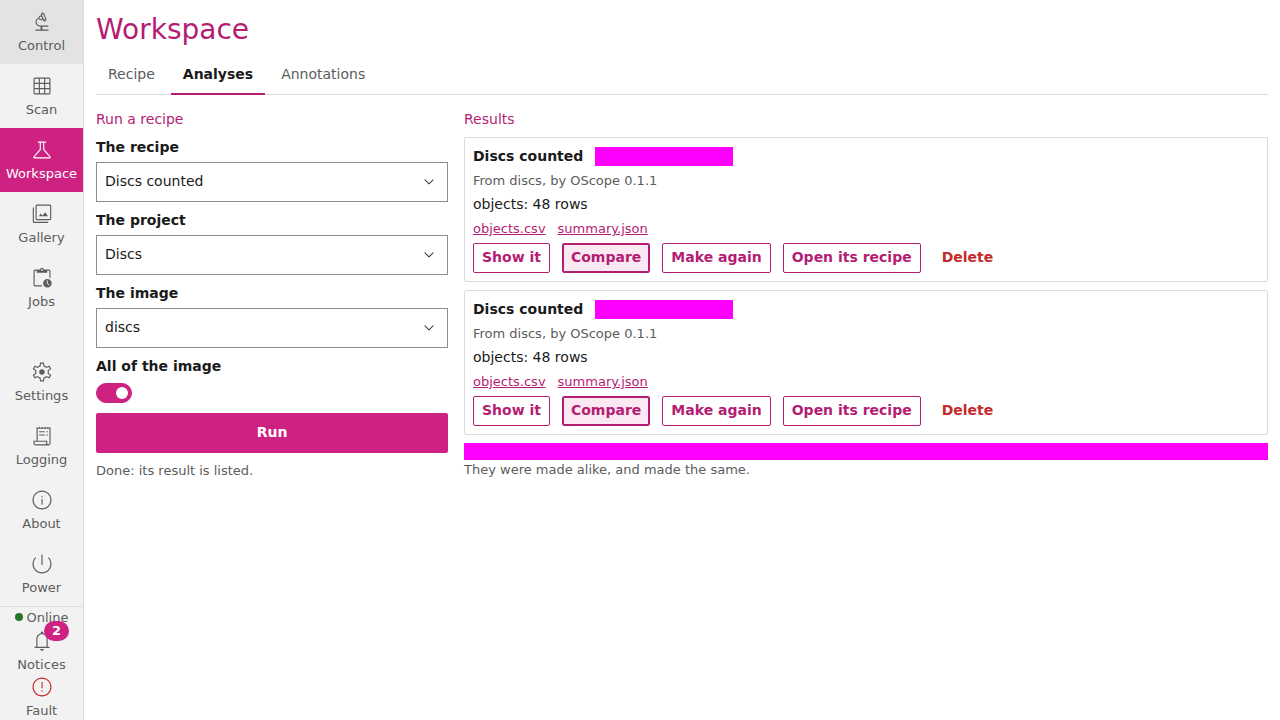 Control
Scan
Workspace
Gallery
Jobs
Settings
Logging
About
Power
Online
2
Notices
Fault
Workspace
Recipe Analyses Annotations
Run a recipe
The recipe
Discs counted
The project
Discs
The image
discs
All of the image
Run
Done: its result is listed.
Results
Discs counted
From discs, by OScope 0.1.1
objects: 48 rows
objects.csv summary.json
Show it Compare Make again Open its recipe Delete
Discs counted
From discs, by OScope 0.1.1
objects: 48 rows
objects.csv summary.json
Show it Compare Make again Open its recipe Delete
They were made alike, and made the same.